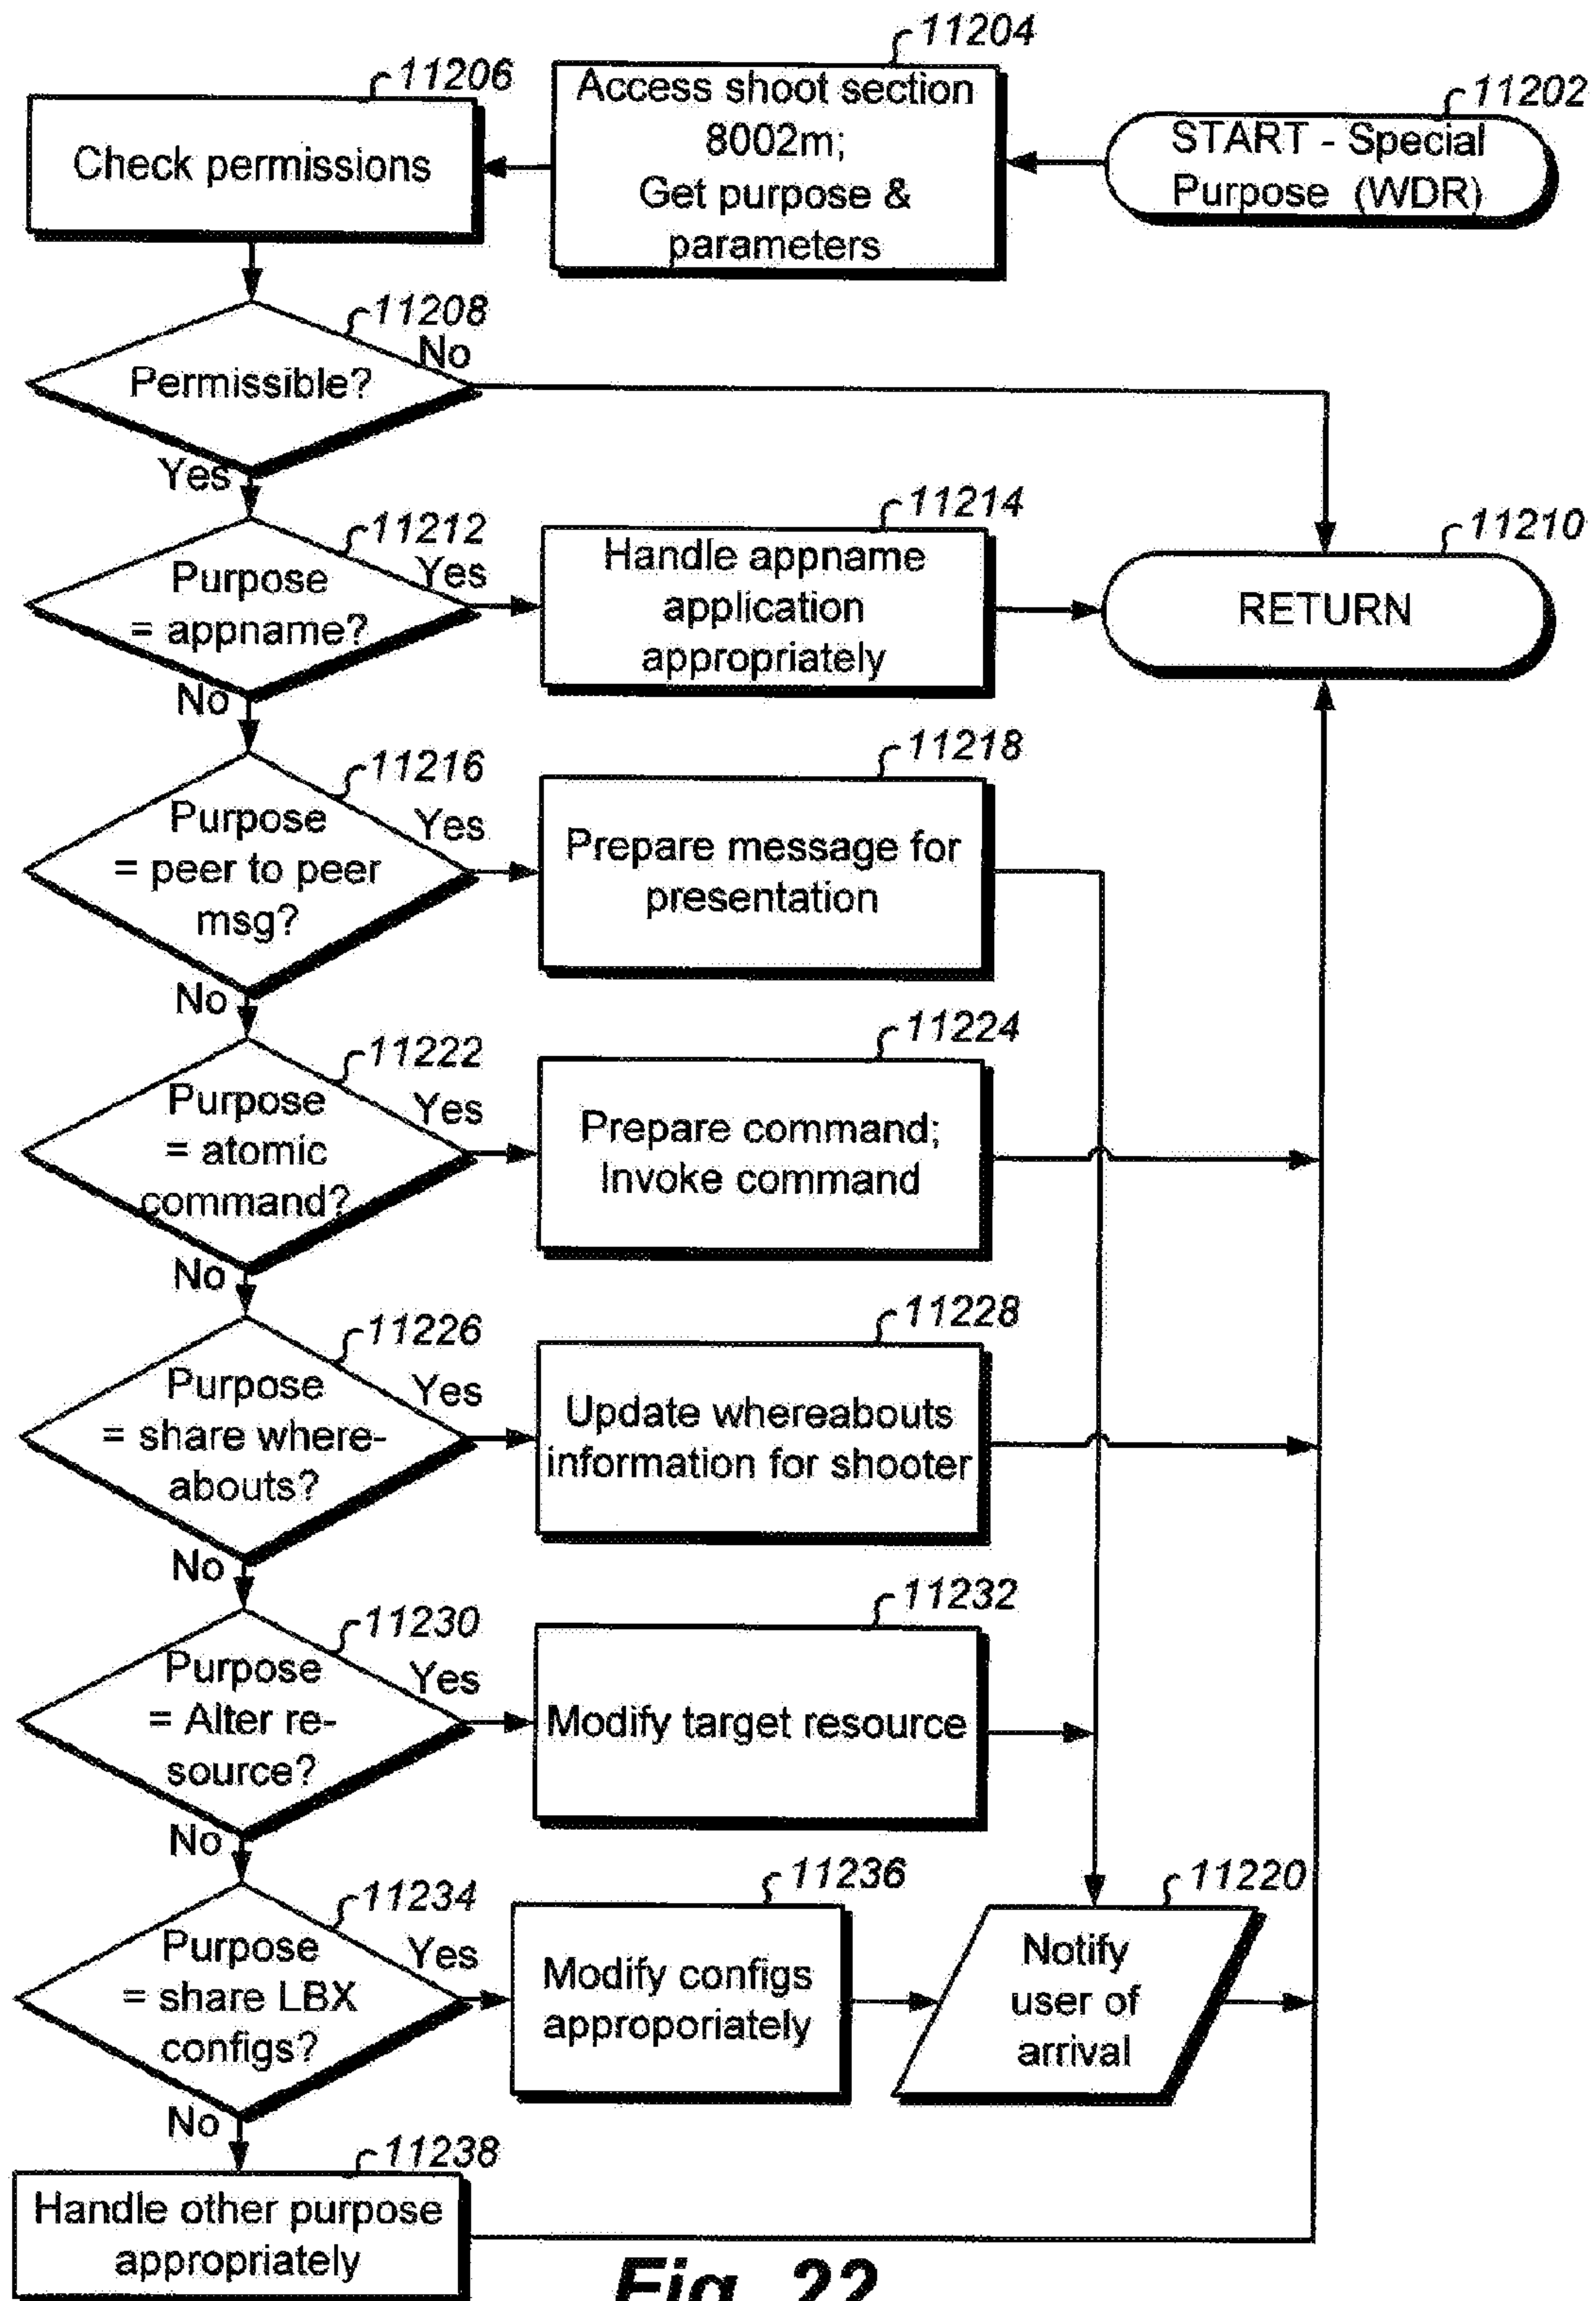 11204
11206
11202
Access shoot section
8002m;
Get purpose &
parameters
START - Special
Purpose (WDR)
Check permissions
11208
No
Permissible?
Yes
11212
Purpose
= appname?
Yes
No
11214
Handle appname
application
appropriately
11210
RETURN
11216
Purpose
= peer to peer
msg?
Yes
No
11218
Prepare message for
presentation
11222
Purpose
= atomic
command?
Yes
No
11224
Prepare command;
Invoke command
11226
Purpose
= share where-
abouts?
Yes
No
11228
Update whereabouts
information for shooter
11230
Purpose
= Alter re-
source?
Yes
No
11232
Modify target resource
11234
Purpose
= share LBX
configs?
Yes
No
11236
Modify configs
approporiately
11220
Notify
user of
arrival
11238
Handle other purpose
appropriately
Fig. 22